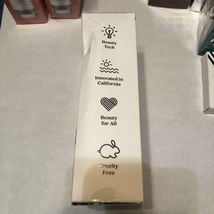 Beauty
Tech
Innovated in
California
Beauty
for All
Cruelty
Free